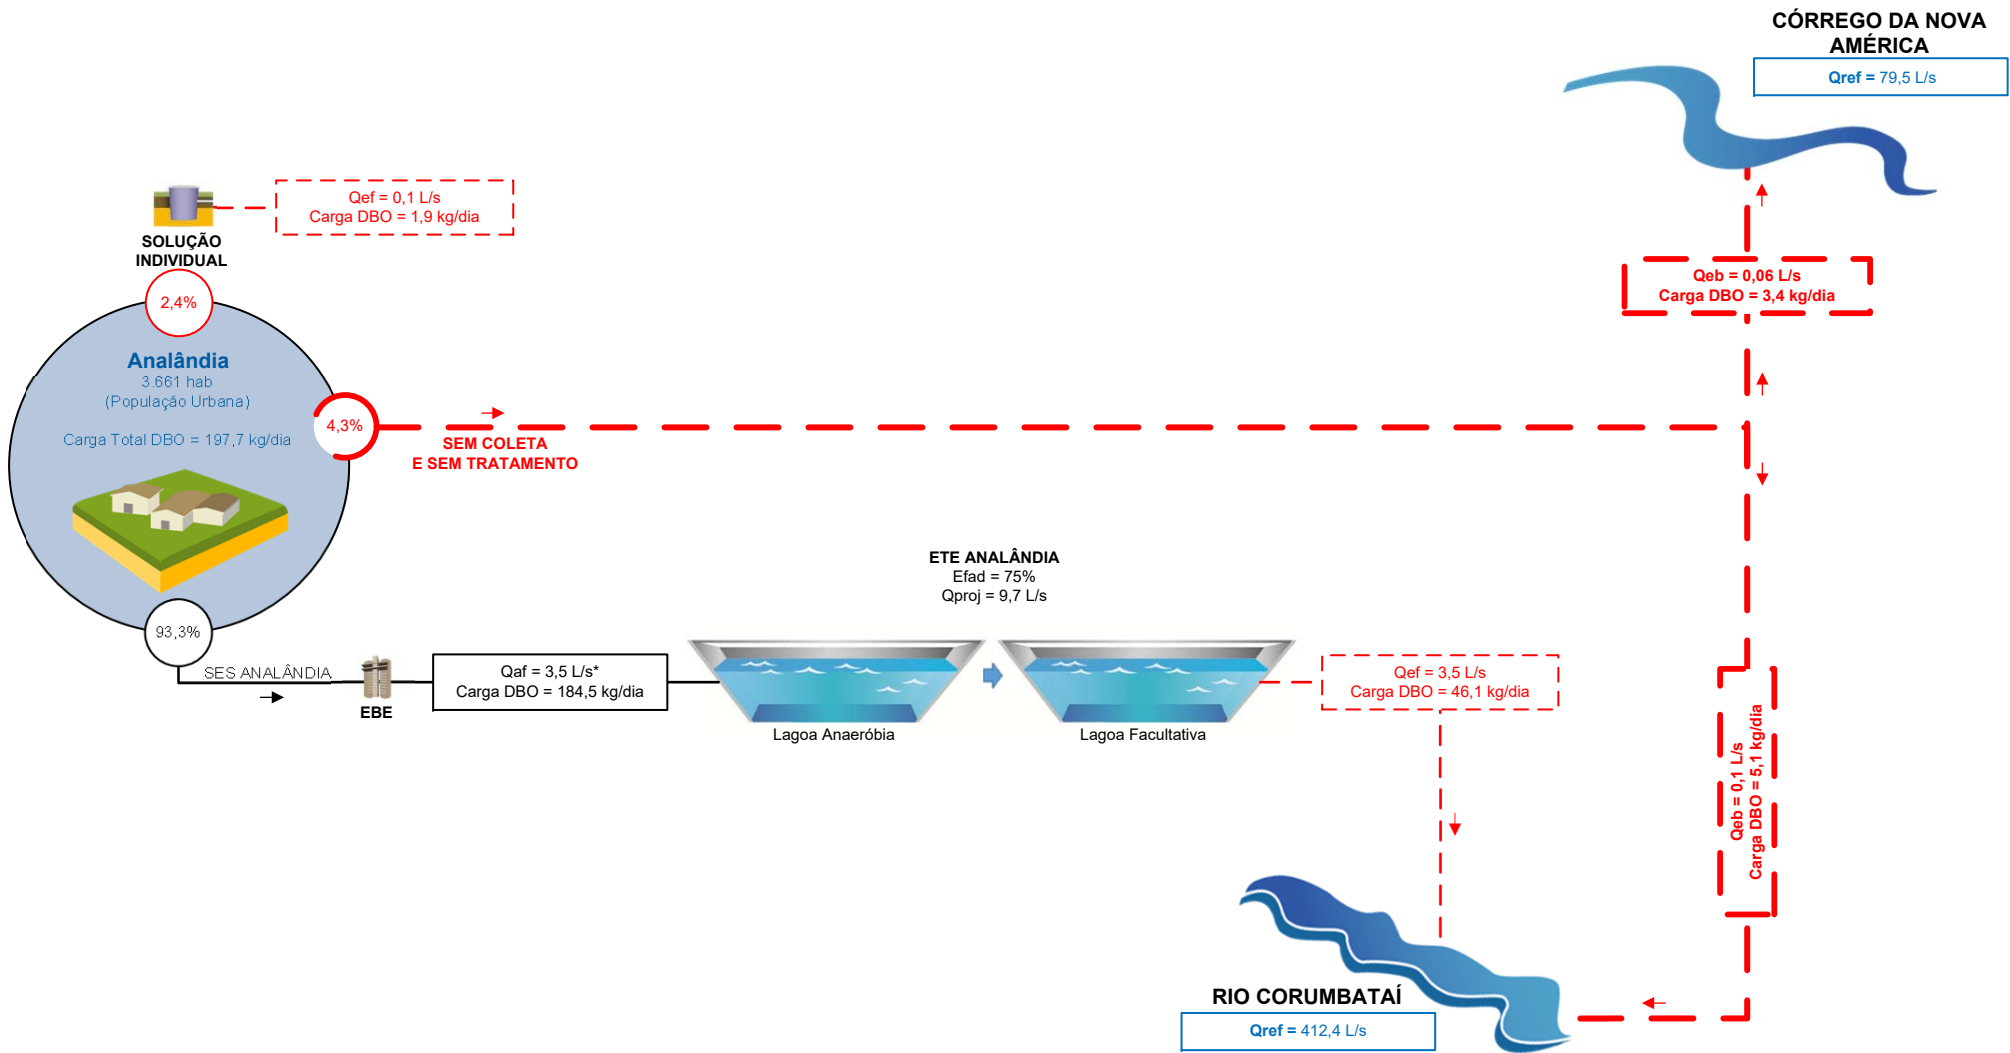 CÓRREGO DA NOVA
AMÉRICA
Qref = 79,5 L/s
Qef = 0,1 L/s
Carga DBO = 1,9 kg/dia
SOLUÇÃO
INDIVIDUAL
2,4%
Qeb = 0,06 L/s
Carga DBO = 3,4 kg/dia
Analândia
3.661 hab
(População Urbana)
Carga Total DBO = 197,7 kg/dia
4,3%
SEM COLETA
E SEM TRATAMENTO
ETE ANALÂNDIA
Efad = 75%
Qproj = 9,7 L/s
93,3%
SES ANALÂNDIA
EBE
Qaf = 3,5 L/s*
Carga DBO = 184,5 kg/dia
Lagoa Anaeróbia
Lagoa Facultativa
Qef = 3,5 L/s
Carga DBO = 46,1 kg/dia
Qeb = 0,1 L/s
Carga DBO = 5,1 kg/dia
RIO CORUMBATAÍ
Qref = 412,4 L/s